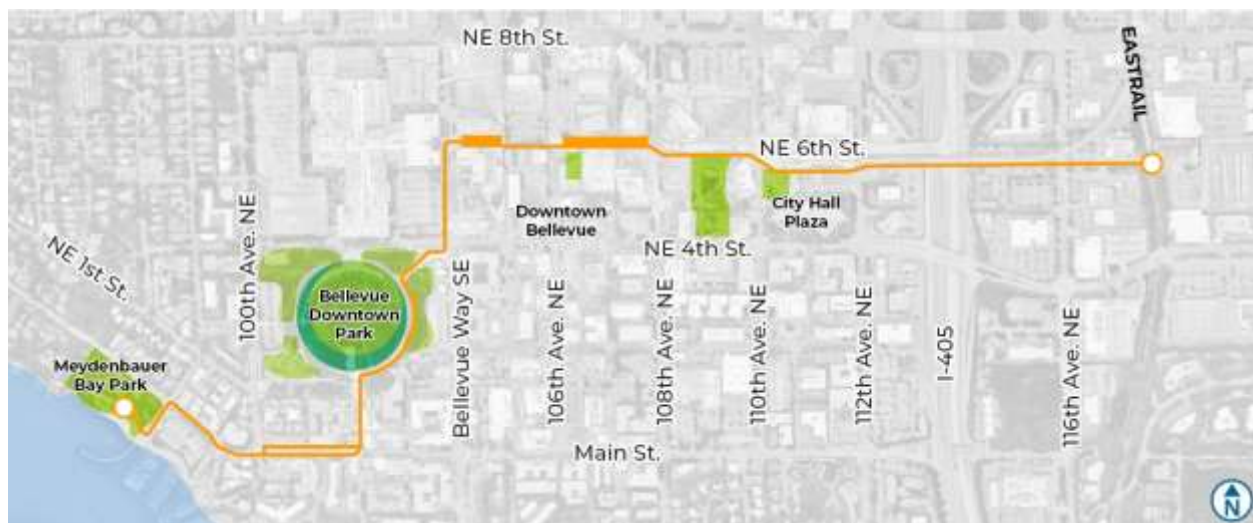 NE 8th St.
EASTRAIL
NE 6th St.
Downtown
Bellevue
City Hall
Plaza
NE 4th St.
NE 1st St.
100th Ave. NE
Bellevue
Downtown
Park
Bellevue Way SE
106th Ave. NE
108th Ave. NE
110th Ave. NE
112th Ave. NE
I-405
116th Ave. NE
Meydenbauer
Bay Park
Main St.
N